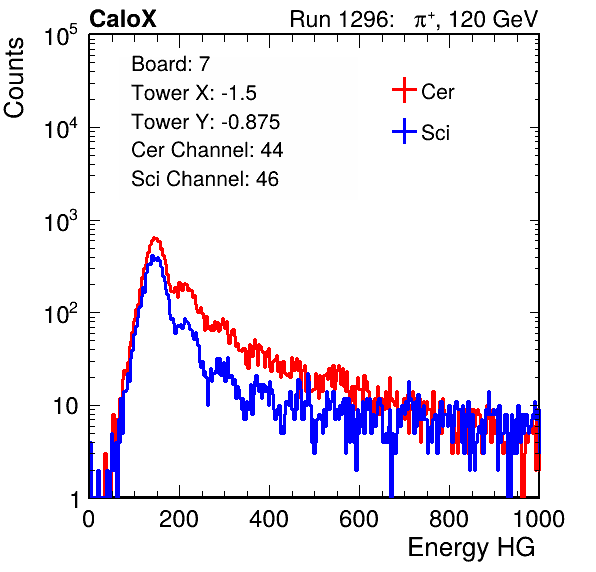 CaloX Run 1296: π⁺, 120 GeV
Counts
10⁵
10⁴
10³
10²
10
1
Board: 7
Tower X: -1.5
Tower Y: -0.875
Cer Channel: 44
Sci Channel: 46
Cer
Sci
0 200 400 600 800 1000
Energy HG